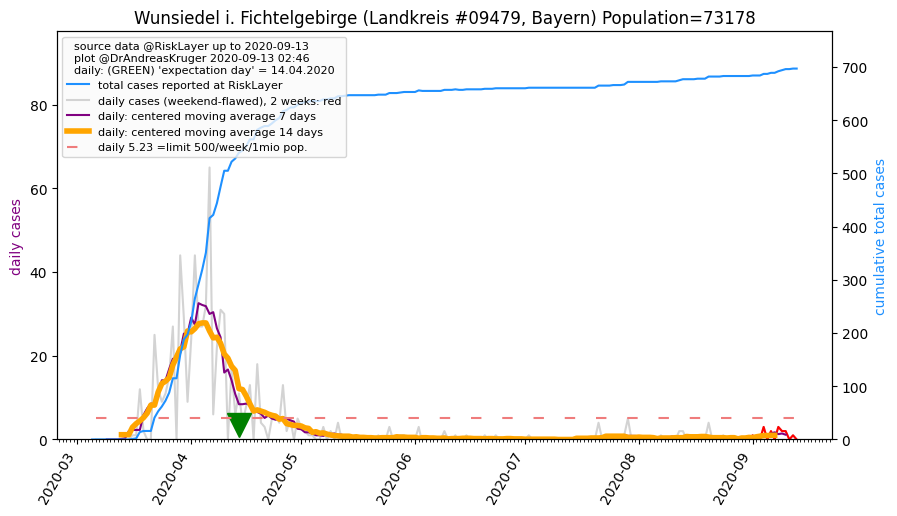 Wunsiedel i. Fichtelgebirge (Landkreis #09479, Bayern) Population=73178
source data @RiskLayer up to 2020-09-13
plot @DrAndreasKruger 2020-09-13 02:46
daily: (GREEN) 'expectation day' = 14.04.2020
total cases reported at RiskLayer
daily cases (weekend-flawed), 2 weeks: red
daily: centered moving average 7 days
daily: centered moving average 14 days
daily 5.23 =limit 500/week/1mio pop.
daily cases
80
60
40
20
0
cumulative total cases
700
600
500
400
300
200
100
0
2020-03
2020-04
2020-05
2020-06
2020-07
2020-08
2020-09